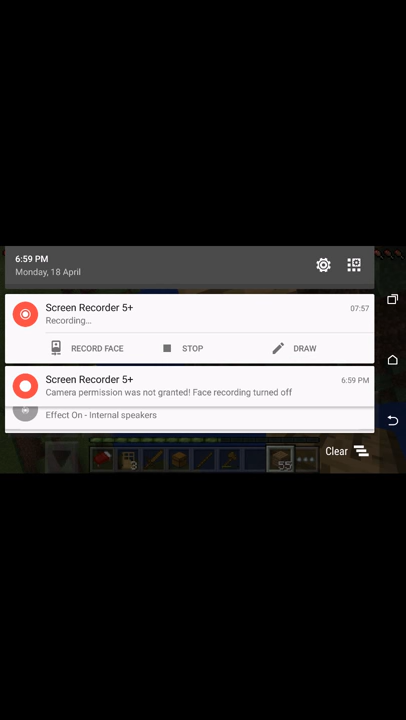 6:59 PM
Monday, 18 April
Screen Recorder 5+
07:57
Recording...
RECORD FACE
STOP
DRAW
Screen Recorder 5+
6:59 PM
Camera permission was not granted! Face recording turned off
Effect On - Internal speakers
Clear
3
55